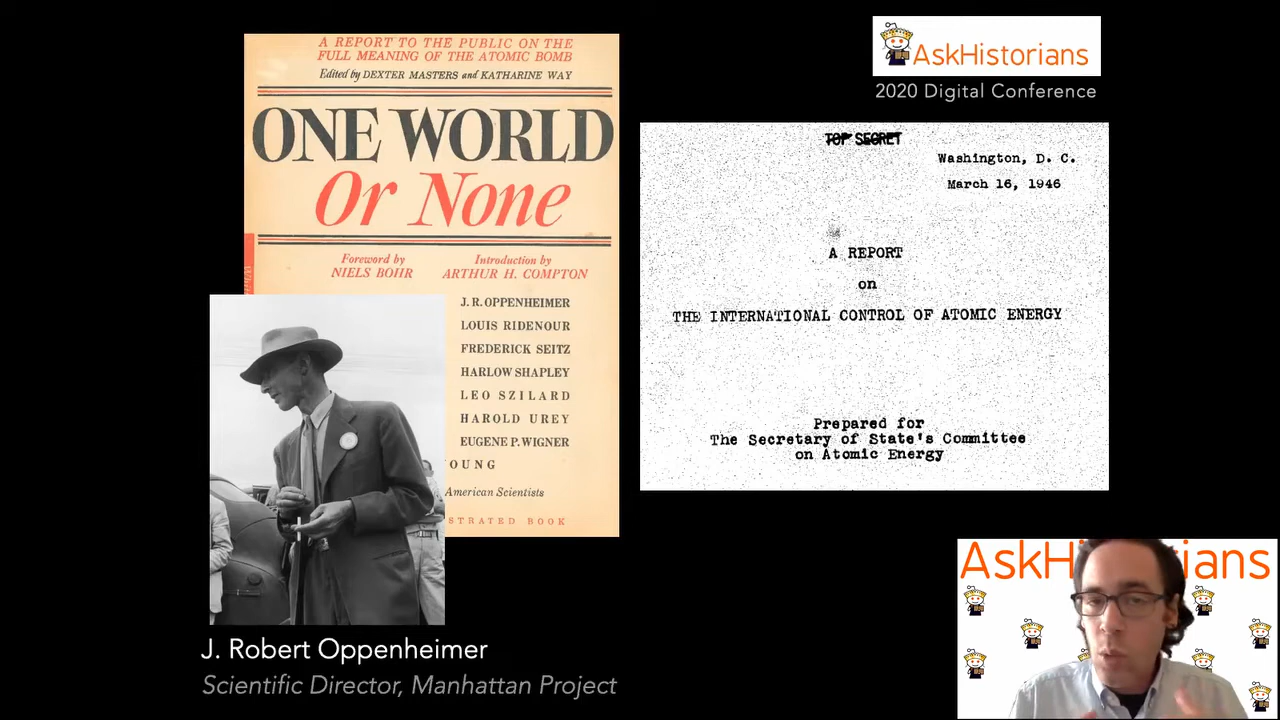 A REPORT TO THE PUBLIC ON THE
FULL MEANING OF THE ATOMIC BOMB
Edited by DEXTER MASTERS and KATHARINE WAY
ONE WORLD
Or None
Foreword by
NIELS BOHR
Introduction by
ARTHUR H. COMPTON
J. R. OPPENHEIMER
LOUIS RIDENOUR
FREDERICK SEITZ
HARLOW SHAPLEY
LEO SZILARD
HAROLD UREY
EUGENE P. WIGNER
OUNG
American Scientists
STRATED BOOK
J. Robert Oppenheimer
Scientific Director, Manhattan Project
AskHistorians
2020 Digital Conference
TOP SECRET
Washington, D. C.
March 16, 1946
A REPORT
on
THE INTERNATIONAL CONTROL OF ATOMIC ENERGY
Prepared for
The Secretary of State's Committee
on Atomic Energy
AskH ians